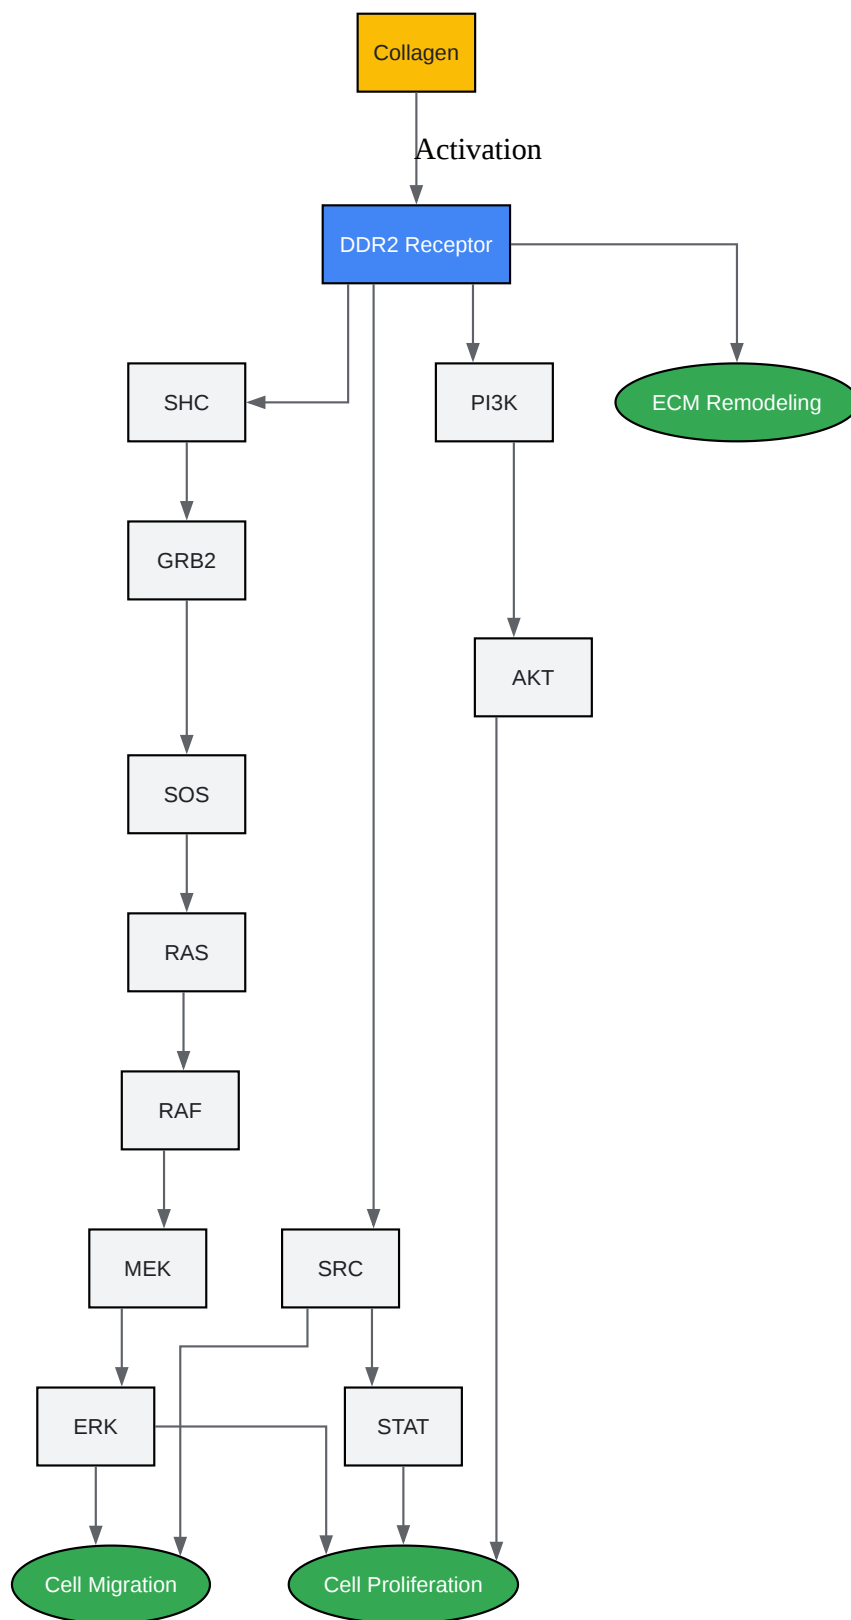 Collagen
Activation
DDR2 Receptor
SHC
PI3K
ECM Remodeling
GRB2
AKT
SOS
RAS
RAF
MEK
SRC
ERK
STAT
Cell Migration
Cell Proliferation